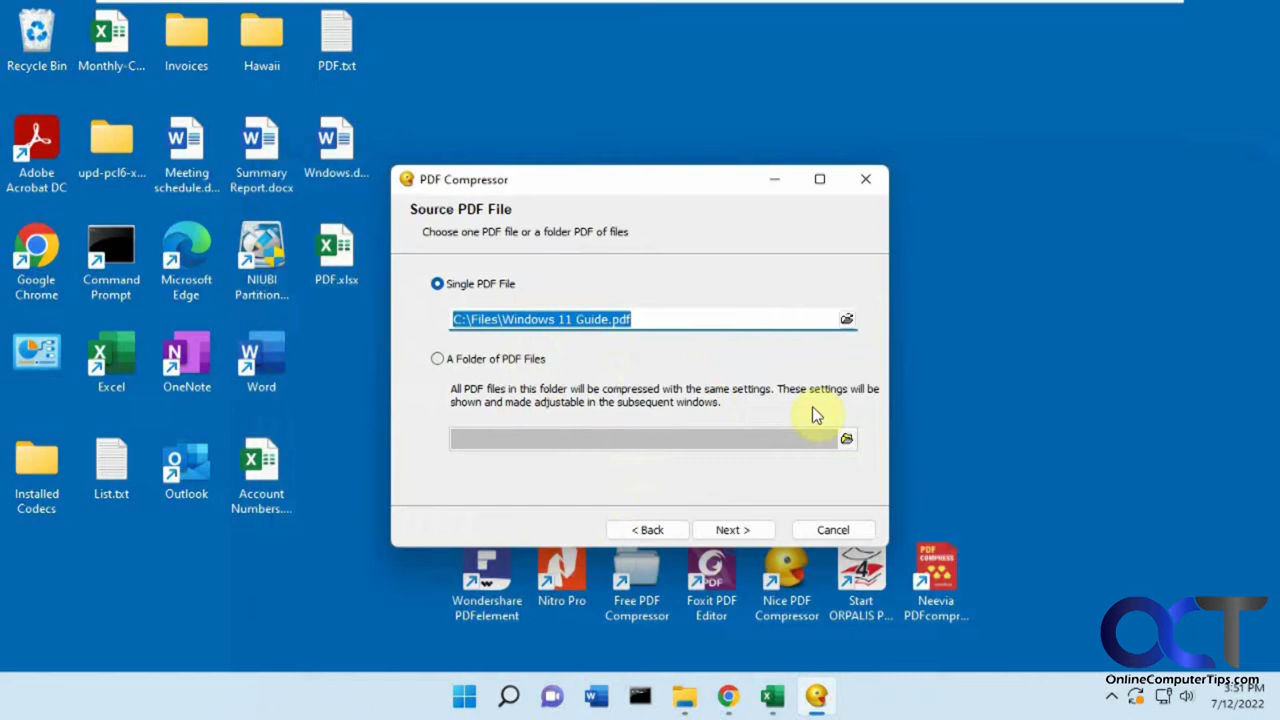 Recycle Bin
Monthly-C...
Invoices
Hawaii
PDF.txt
Adobe
Acrobat DC
upd-pcl6-x...
Meeting
schedule.d...
Summary
Report.docx
Wndows.d...
Google
Chrome
Command
Prompt
Microsoft
Edge
NIUBI
Partition...
PDF.xlsx
Excel
OneNote
Word
Installed
Codecs
List.txt
Outlook
Account
Numbers....
PDF Compressor
Source PDF File
Choose one PDF file or a folder PDF of files
Single PDF File
C:\Files\Windows 11 Guide.pdf
A Folder of PDF Files
All PDF files in this folder will be compressed with the same settings. These settings will be
shown and made adjustable in the subsequent windows.
< Back
Next >
Cancel
Wondershare
PDFelement
Nitro Pro
Free PDF
Compressor
Foxit PDF
Editor
Nice PDF
Compressor
Start
ORPALIS P...
PDF
COMPRESS
Neevia
PDFcompr...
OCT
OnlineComputerTips.com
3:51 PM
7/12/2022